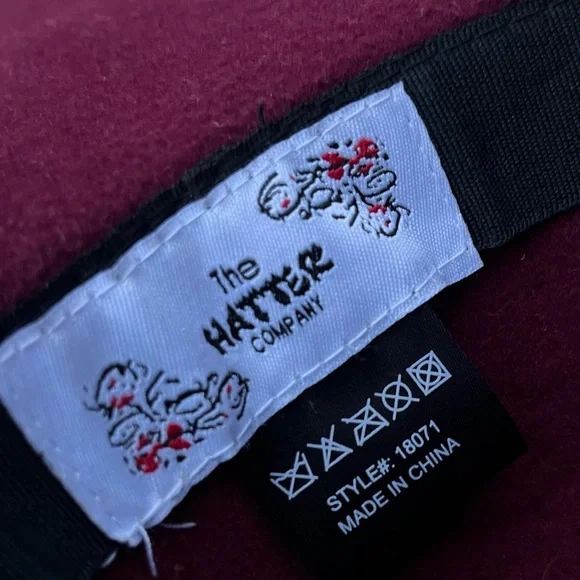 The
HATTER
COMPANY
STYLE#: 18071
MADE IN CHINA